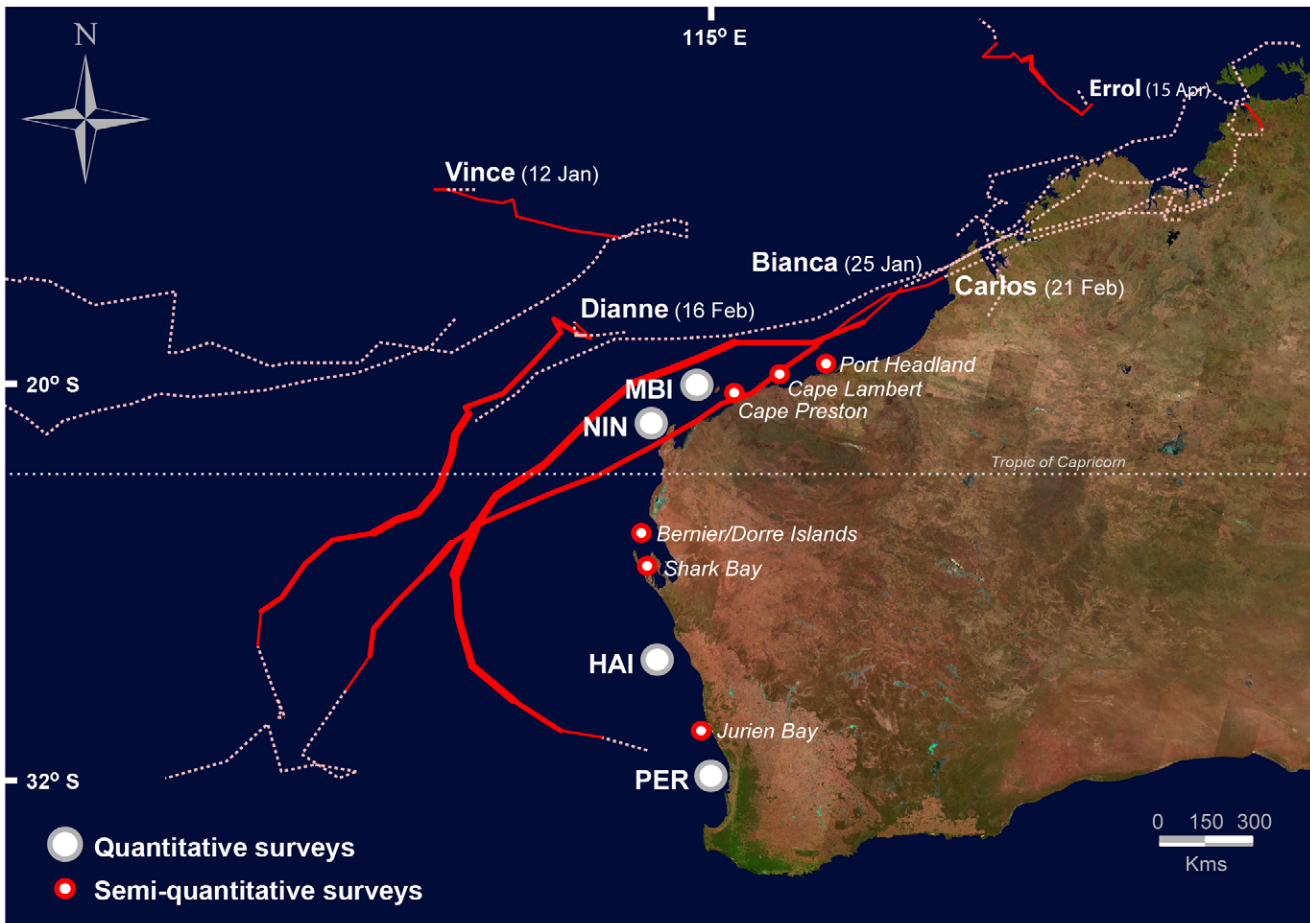 N
115° E
Errol (15 Apr)
Vince (12 Jan)
Bianca (25 Jan)
Carlos (21 Feb)
Dianne (16 Feb)
Port Headland
20° S
MBI
Cape Lambert
Cape Preston
NIN
Tropic of Capricorn
Bernier/Dorre Islands
Shark Bay
HAI
Jurien Bay
PER
32° S
0 150 300
Kms
Quantitative surveys
Semi-quantitative surveys